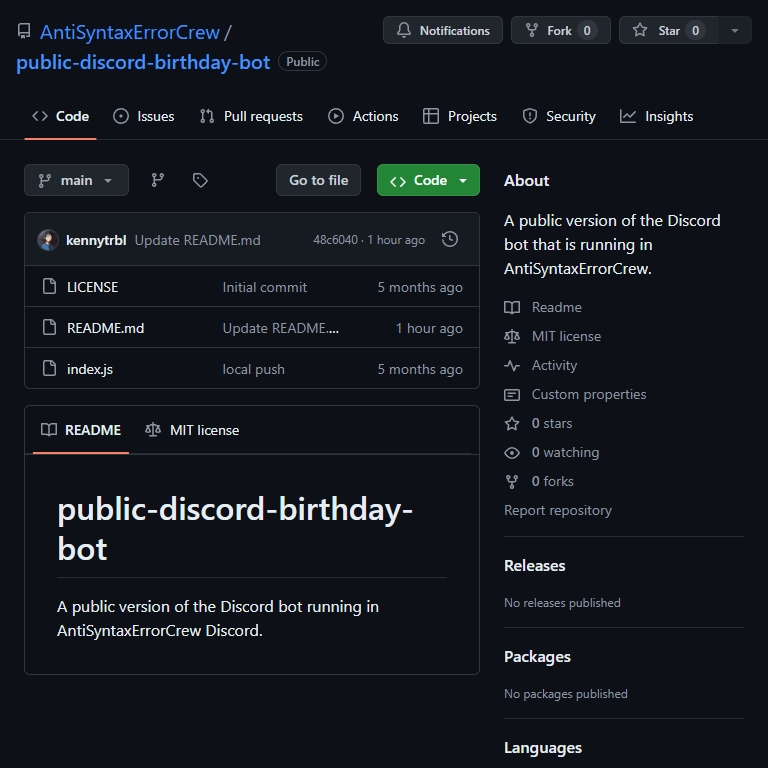 AntiSyntaxErrorCrew /
public-discord-birthday-bot Public
Notifications
Fork 0
Star 0
Code
Issues
Pull requests
Actions
Projects
Security
Insights
main
Go to file
Code
kennytrbl Update README.md 48c6040 · 1 hour ago
LICENSE Initial commit 5 months ago
README.md Update README.... 1 hour ago
index.js local push 5 months ago
README
MIT license
public-discord-birthday-
bot
A public version of the Discord bot running in
AntiSyntaxErrorCrew Discord.
About
A public version of the Discord
bot that is running in
AntiSyntaxErrorCrew.
Readme
MIT license
Activity
Custom properties
0 stars
0 watching
0 forks
Report repository
Releases
No releases published
Packages
No packages published
Languages